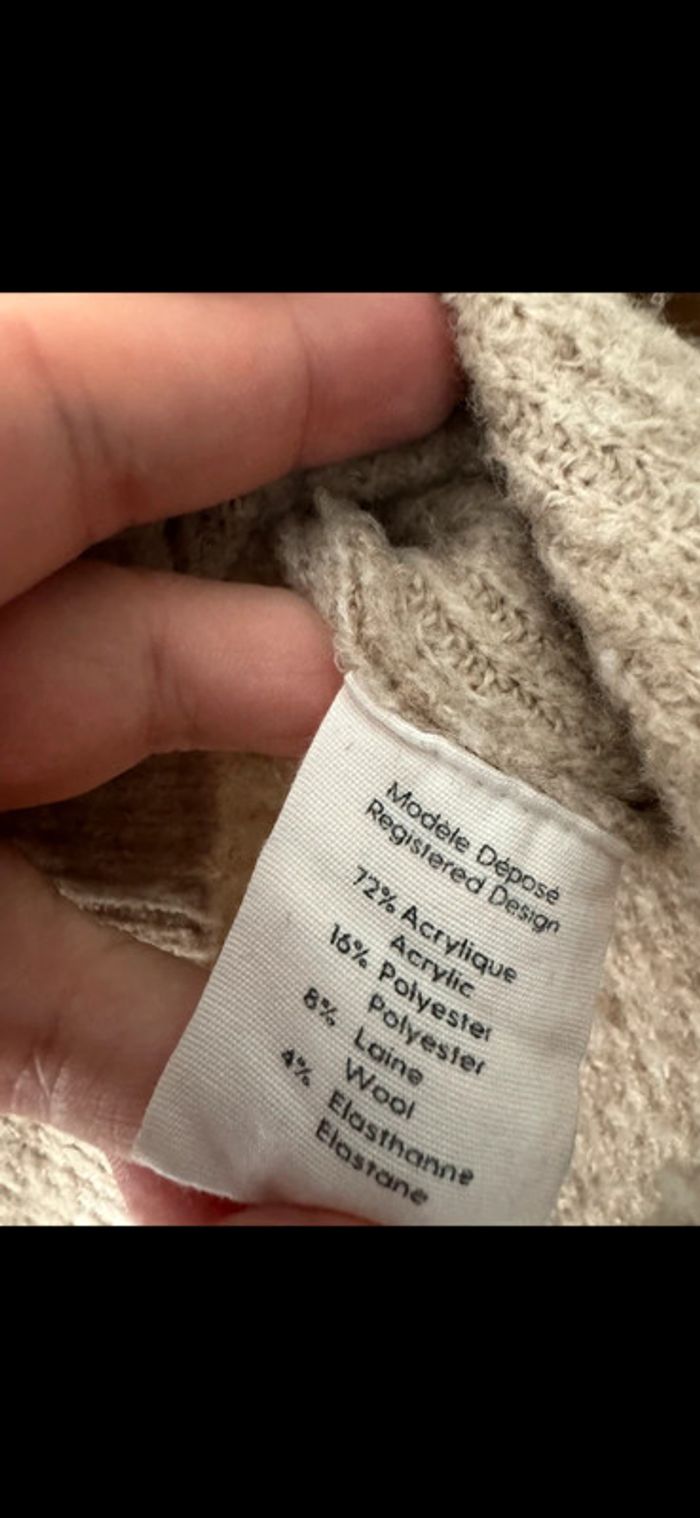 Modèle Déposé
Registered Design
72% Acrylique
Acrylic
16% Polyester
Polyester
8% Laine
Wool
4% Elasthanne
Elastane